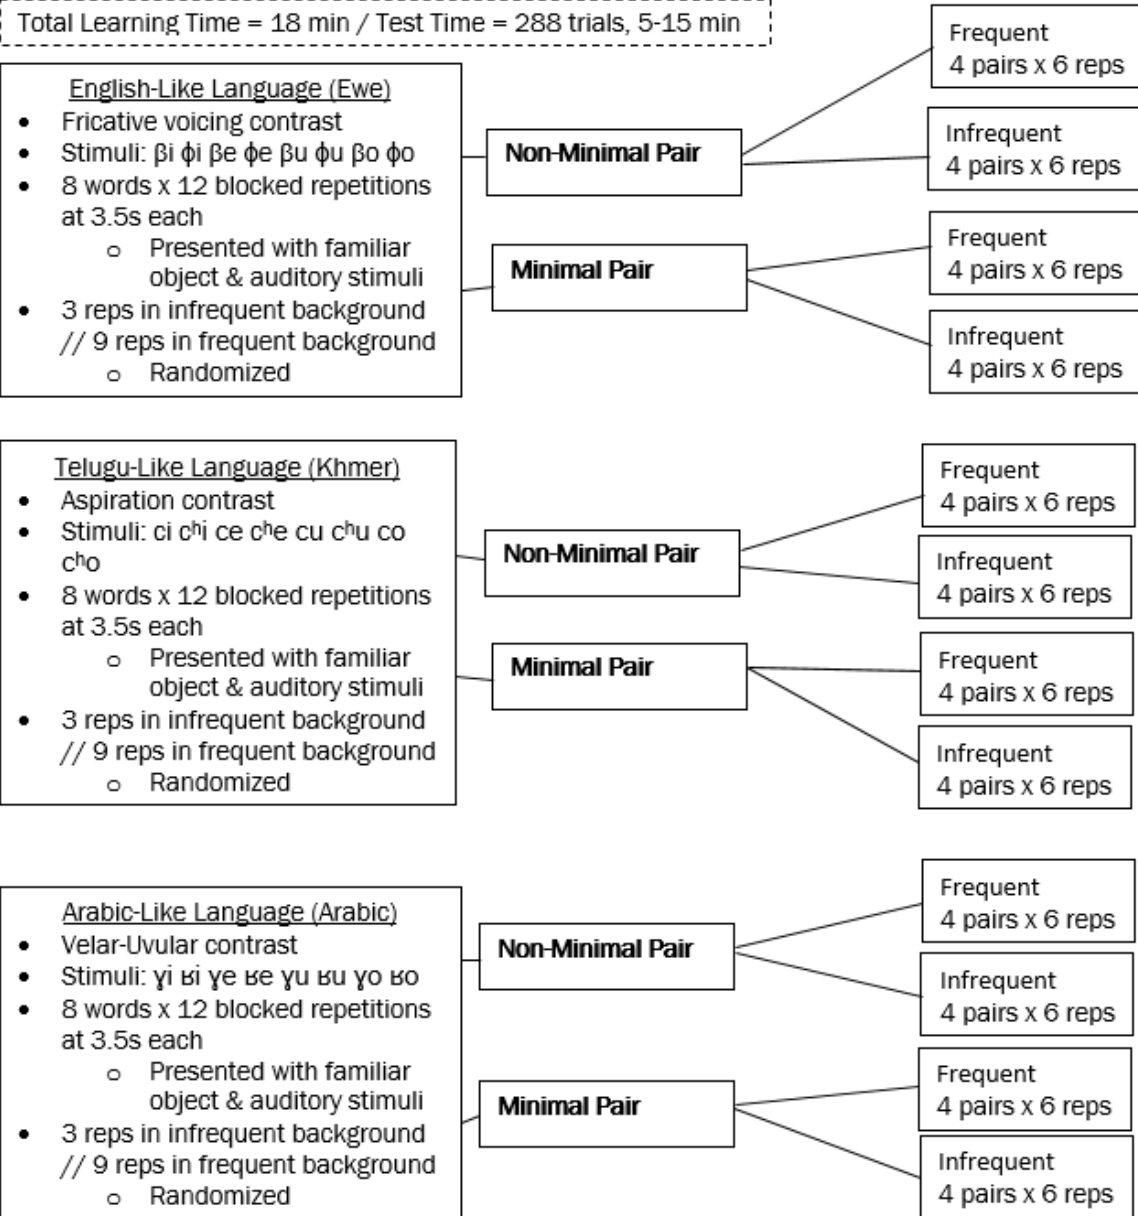 Total Learning Time = 18 min / Test Time = 288 trials, 5-15 min
English-Like Language (Ewe)
• Fricative voicing contrast
• Stimuli: βi ɸi βe ɸe βu ɸu βo ɸo
• 8 words x 12 blocked repetitions
at 3.5s each
o Presented with familiar
object & auditory stimuli
• 3 reps in infrequent background
// 9 reps in frequent background
o Randomized
Non-Minimal Pair
Frequent
4 pairs x 6 reps
Infrequent
4 pairs x 6 reps
Minimal Pair
Frequent
4 pairs x 6 reps
Infrequent
4 pairs x 6 reps
Telugu-Like Language (Khmer)
• Aspiration contrast
• Stimuli: ci cʰi ce cʰe cu cʰu co
cʰo
• 8 words x 12 blocked repetitions
at 3.5s each
o Presented with familiar
object & auditory stimuli
• 3 reps in infrequent background
// 9 reps in frequent background
o Randomized
Non-Minimal Pair
Frequent
4 pairs x 6 reps
Infrequent
4 pairs x 6 reps
Minimal Pair
Frequent
4 pairs x 6 reps
Infrequent
4 pairs x 6 reps
Arabic-Like Language (Arabic)
• Velar-Uvular contrast
• Stimuli: ɣi ʁi ɣe ʁe ɣu ʁu ɣo ʁo
• 8 words x 12 blocked repetitions
at 3.5s each
o Presented with familiar
object & auditory stimuli
• 3 reps in infrequent background
// 9 reps in frequent background
o Randomized
Non-Minimal Pair
Frequent
4 pairs x 6 reps
Infrequent
4 pairs x 6 reps
Minimal Pair
Frequent
4 pairs x 6 reps
Infrequent
4 pairs x 6 reps